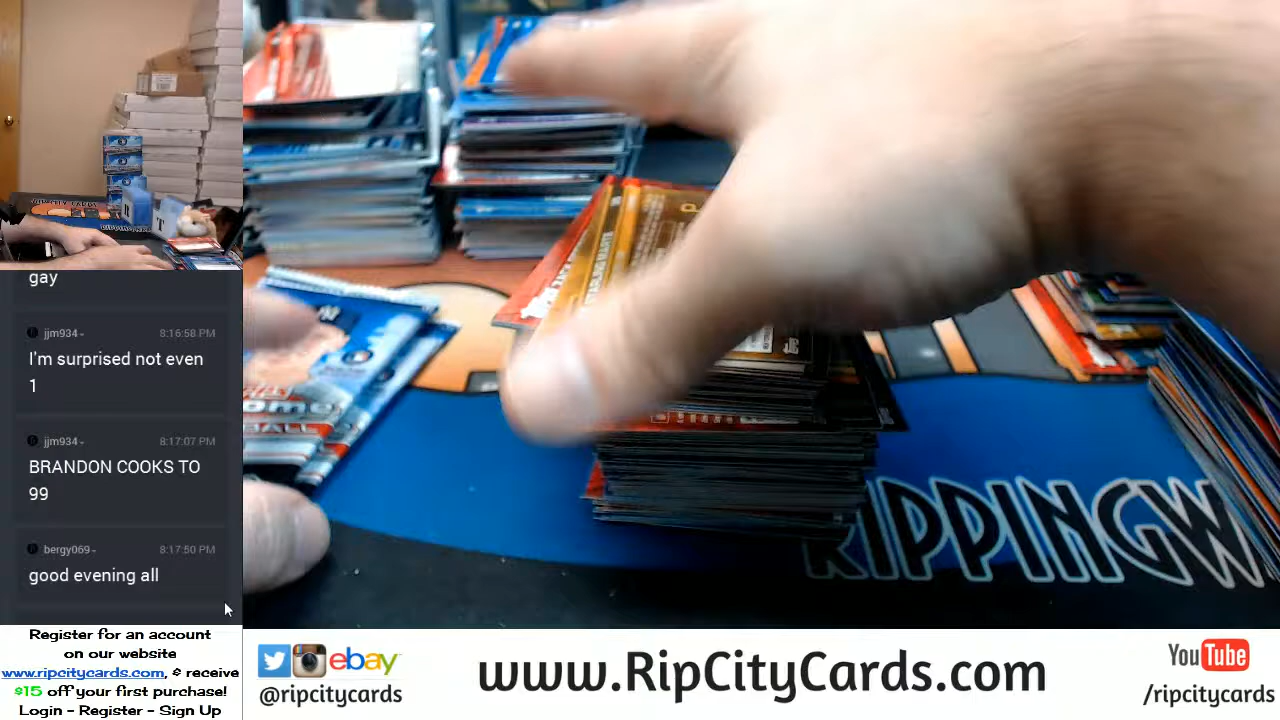 gay
jjm934
8:16:58 PM
I'm surprised not even
1
jjm934
8:17:07 PM
BRANDON COOKS TO
99
bergy069
8:17:50 PM
good evening all
Register for an account
on our website
www.ripcitycards.com, & receive
$15 off your first purchase!
Login - Register - Sign Up
RIPPINGW
ebay
@ripcitycards
www.RipCityCards.com
YouTube
/ripcitycards